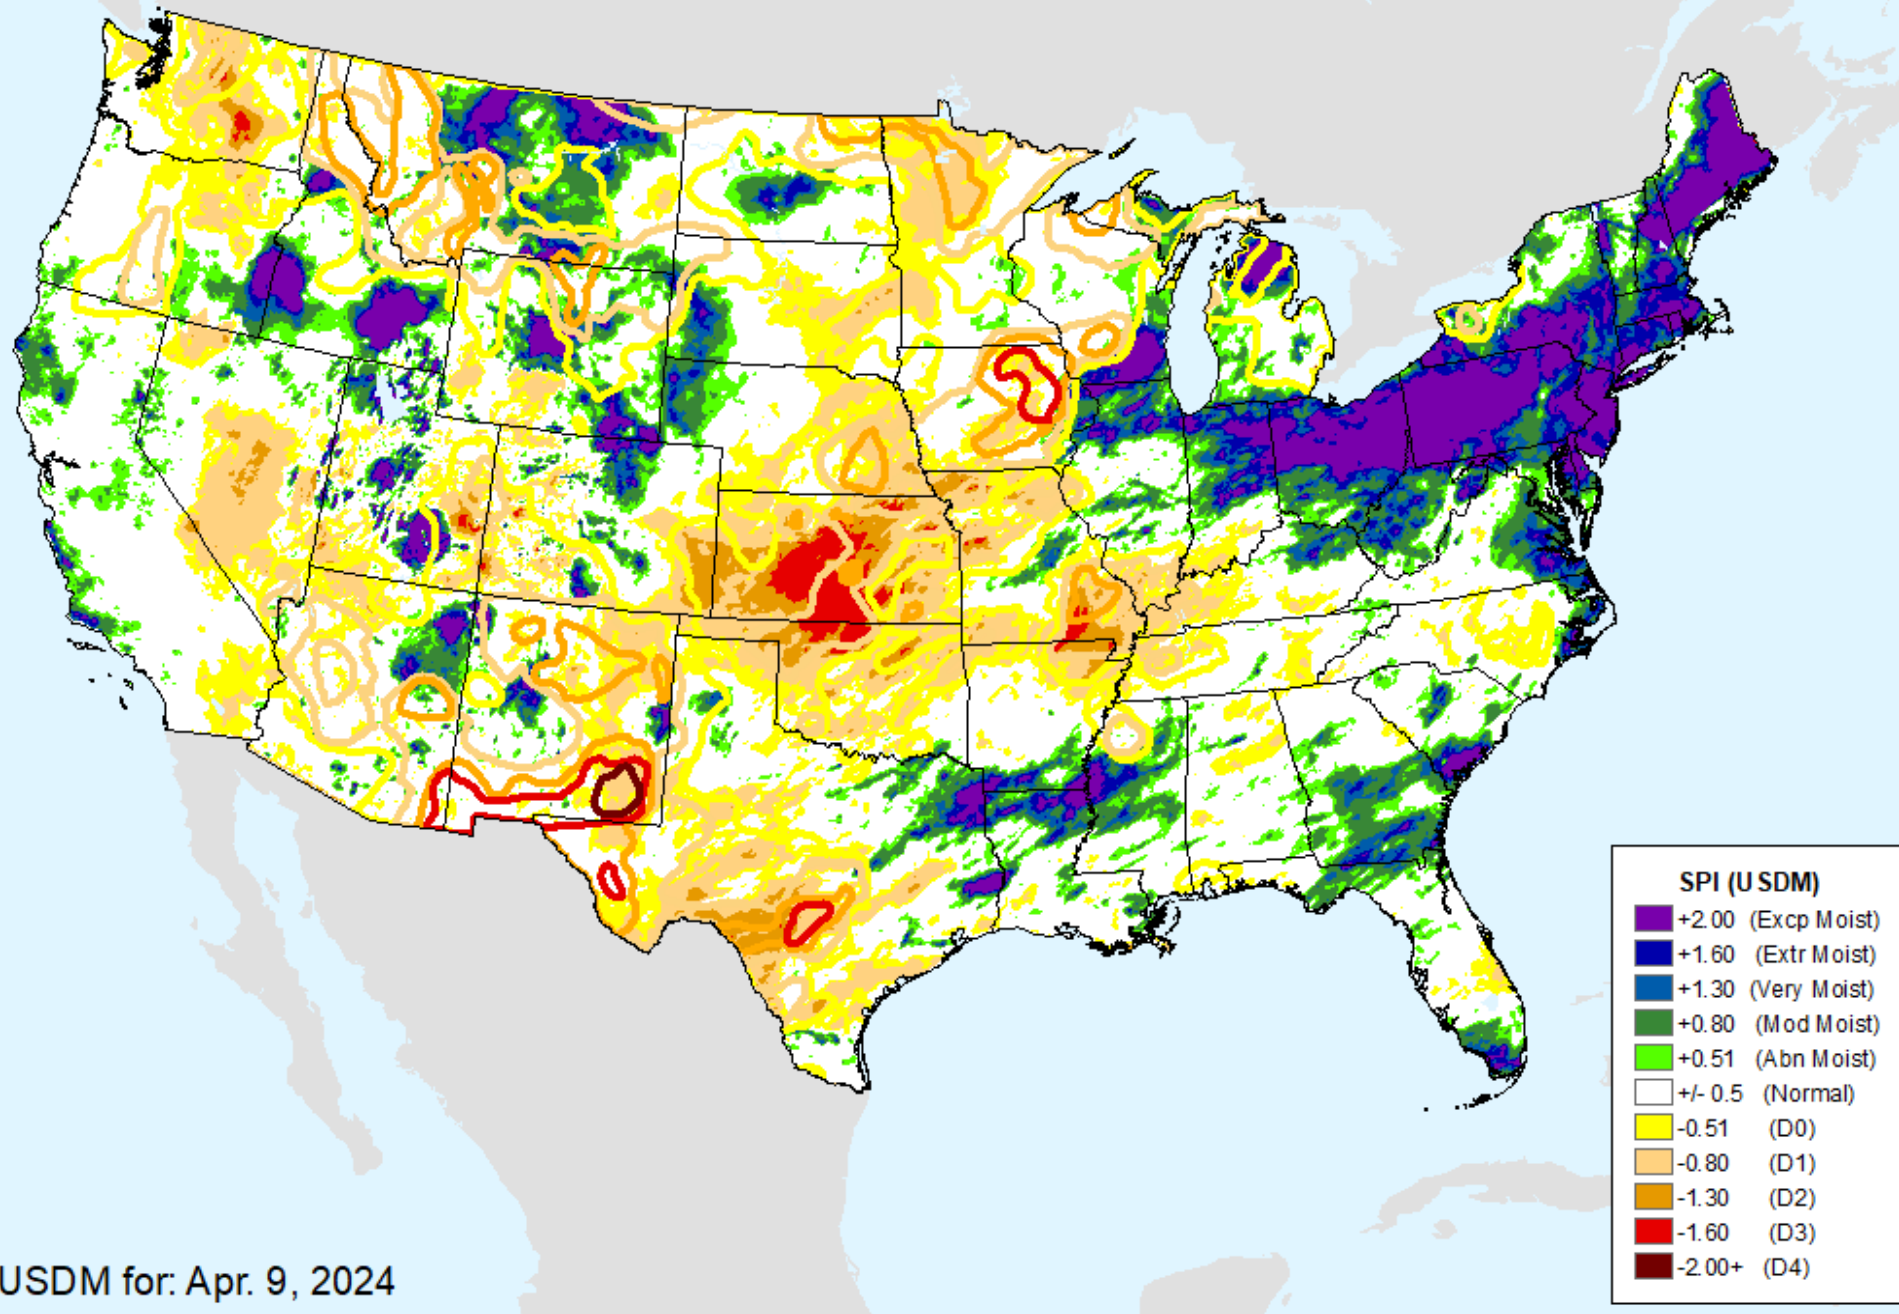 SPI (USDM)
+2.00 (Excp Moist)
+1.60 (Extr Moist)
+1.30 (Very Moist)
+0.80 (Mod Moist)
+0.51 (Abn Moist)
+/- 0.5 (Normal)
-0.51 (D0)
-0.80 (D1)
-1.30 (D2)
-1.60 (D3)
-2.00+ (D4)
USDM for: Apr. 9, 2024